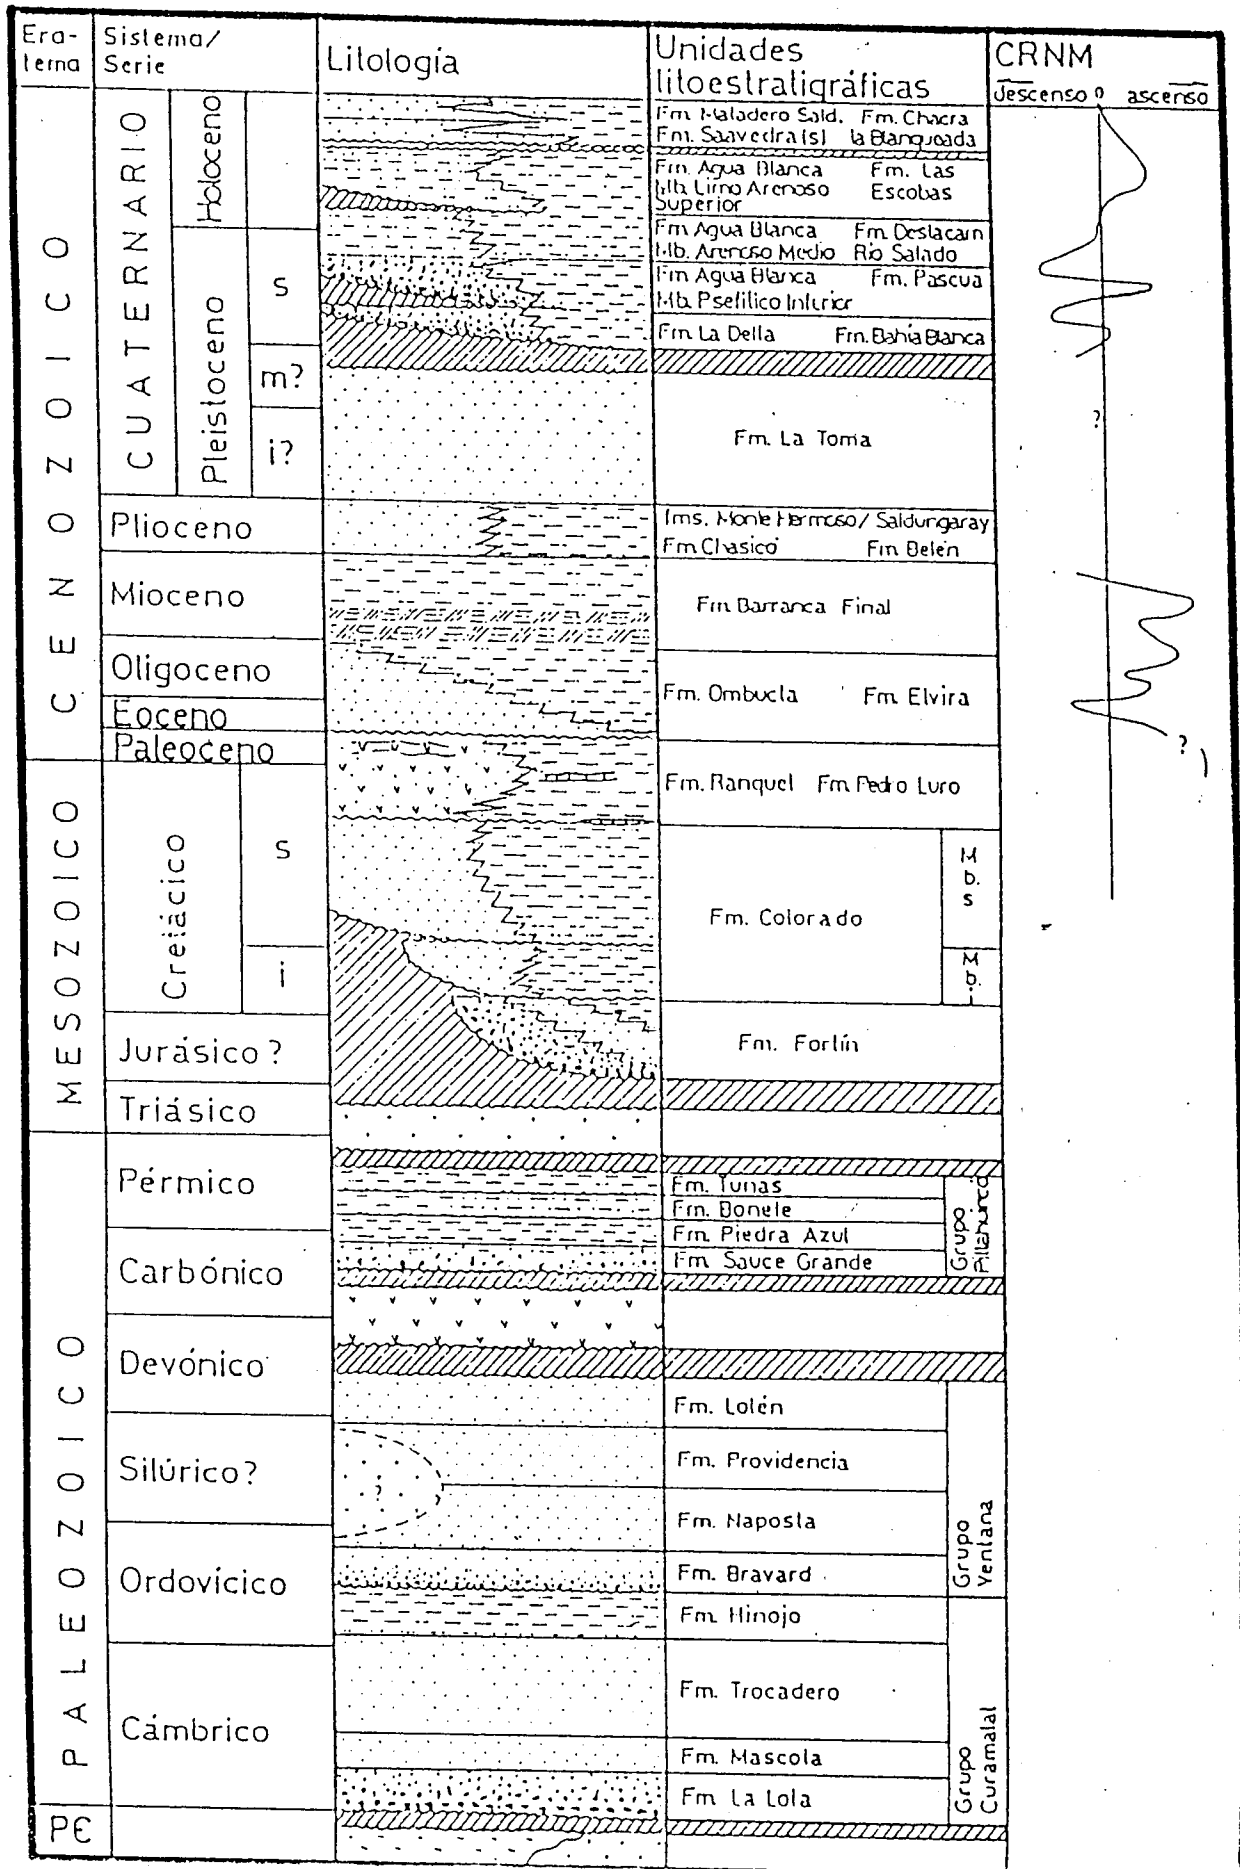 Era-
tema
Sistema/
Serie
Litología
Unidades
litoestratigráficas
CRNM
descenso 0 ascenso
CENOZOICO
CUATERNARIO
Holoceno
Pleistoceno
s
m?
i?
Fm. Matadero Sald. Fm. Chacra
Fm. Saavedra (s) la Blanqueada
Fm. Agua Blanca Fm. Las
Mb. Limo Arenoso Escobas
Superior
Fm Agua Blanca Fm. Destacam
Mb. Arenoso Medio Río Salado
Fm Agua Blanca Fm. Pascua
Mb. Psefítico Inferior
Fm. La Delta Fm. Bahía Blanca
Fm. La Toma
?
Plioceno
Fms. Monte Hermoso/ Saldungaray
Fm Chasicó Fm Belén
Mioceno
Fm Barranca Final
Oligoceno
Fm. Ombucta Fm Elvira
Eoceno
Paleoceno
?
Fm. Ranquel Fm Pedro Luro
MESOZOICO
Cretácico
s
i
Fm. Colorado
Mb. s
Mb. i
Jurásico ?
Fm. Fortín
Triásico
PALEOZOICO
Pérmico
Fm. Tunas
Fm. Bonete
Fm. Piedra Azul
Fm Sauce Grande
Grupo
Pillahuincó
Carbónico
Devónico
Fm. Lolén
Silúrico?
?
Fm. Providencia
Fm. Naposta
Ordovícico
Fm. Bravard
Grupo
Ventana
Fm. Hinojo
Cámbrico
Fm. Trocadero
Fm. Mascota
Fm. La Lola
Grupo
Curamalal
PЄ